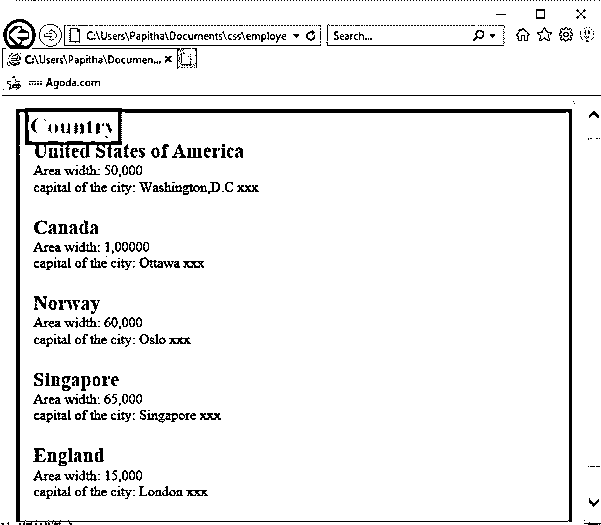 C:\Users\Papitha\Documents\css\employe
Search...
C:\Users\Papitha\Documen...
Agoda.com
Country
United States of America
Area width: 50,000
capital of the city: Washington,D.C xxx
Canada
Area width: 1,00000
capital of the city: Ottawa xxx
Norway
Area width: 60,000
capital of the city: Oslo xxx
Singapore
Area width: 65,000
capital of the city: Singapore xxx
England
Area width: 15,000
capital of the city: London xxx